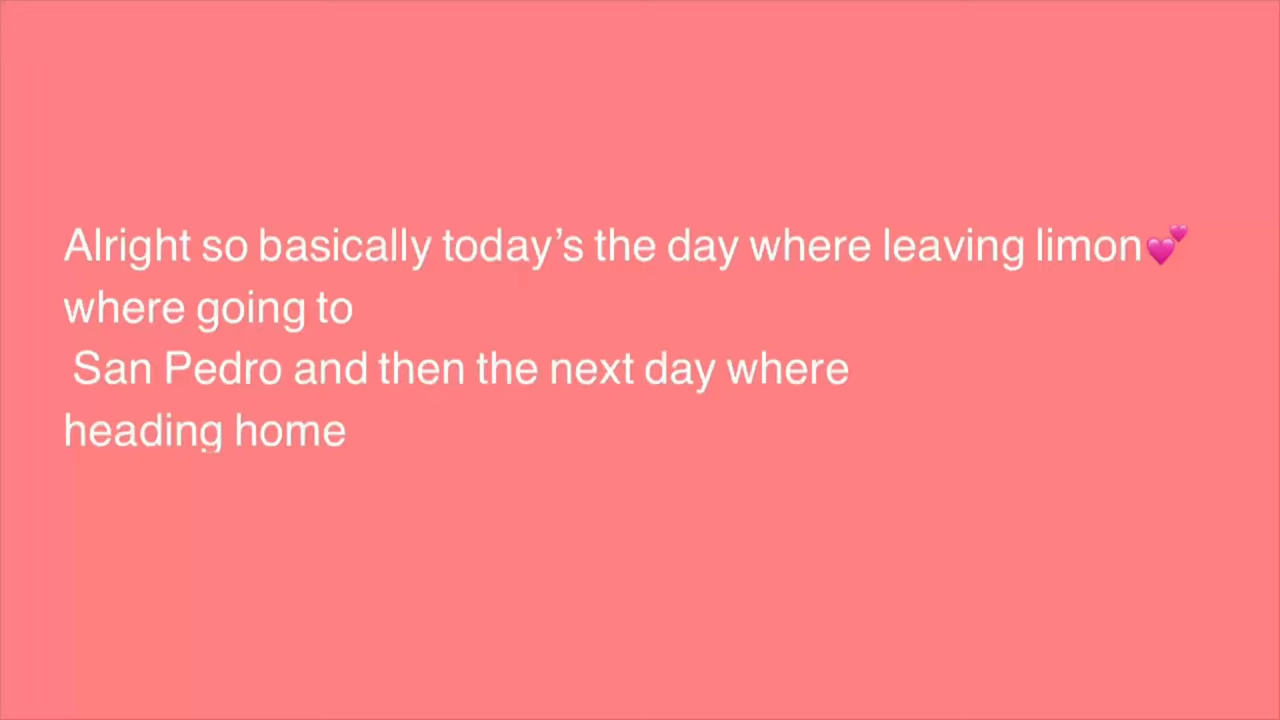 Alright so basically today’s the day where leaving limon💕
where going to
San Pedro and then the next day where
heading home